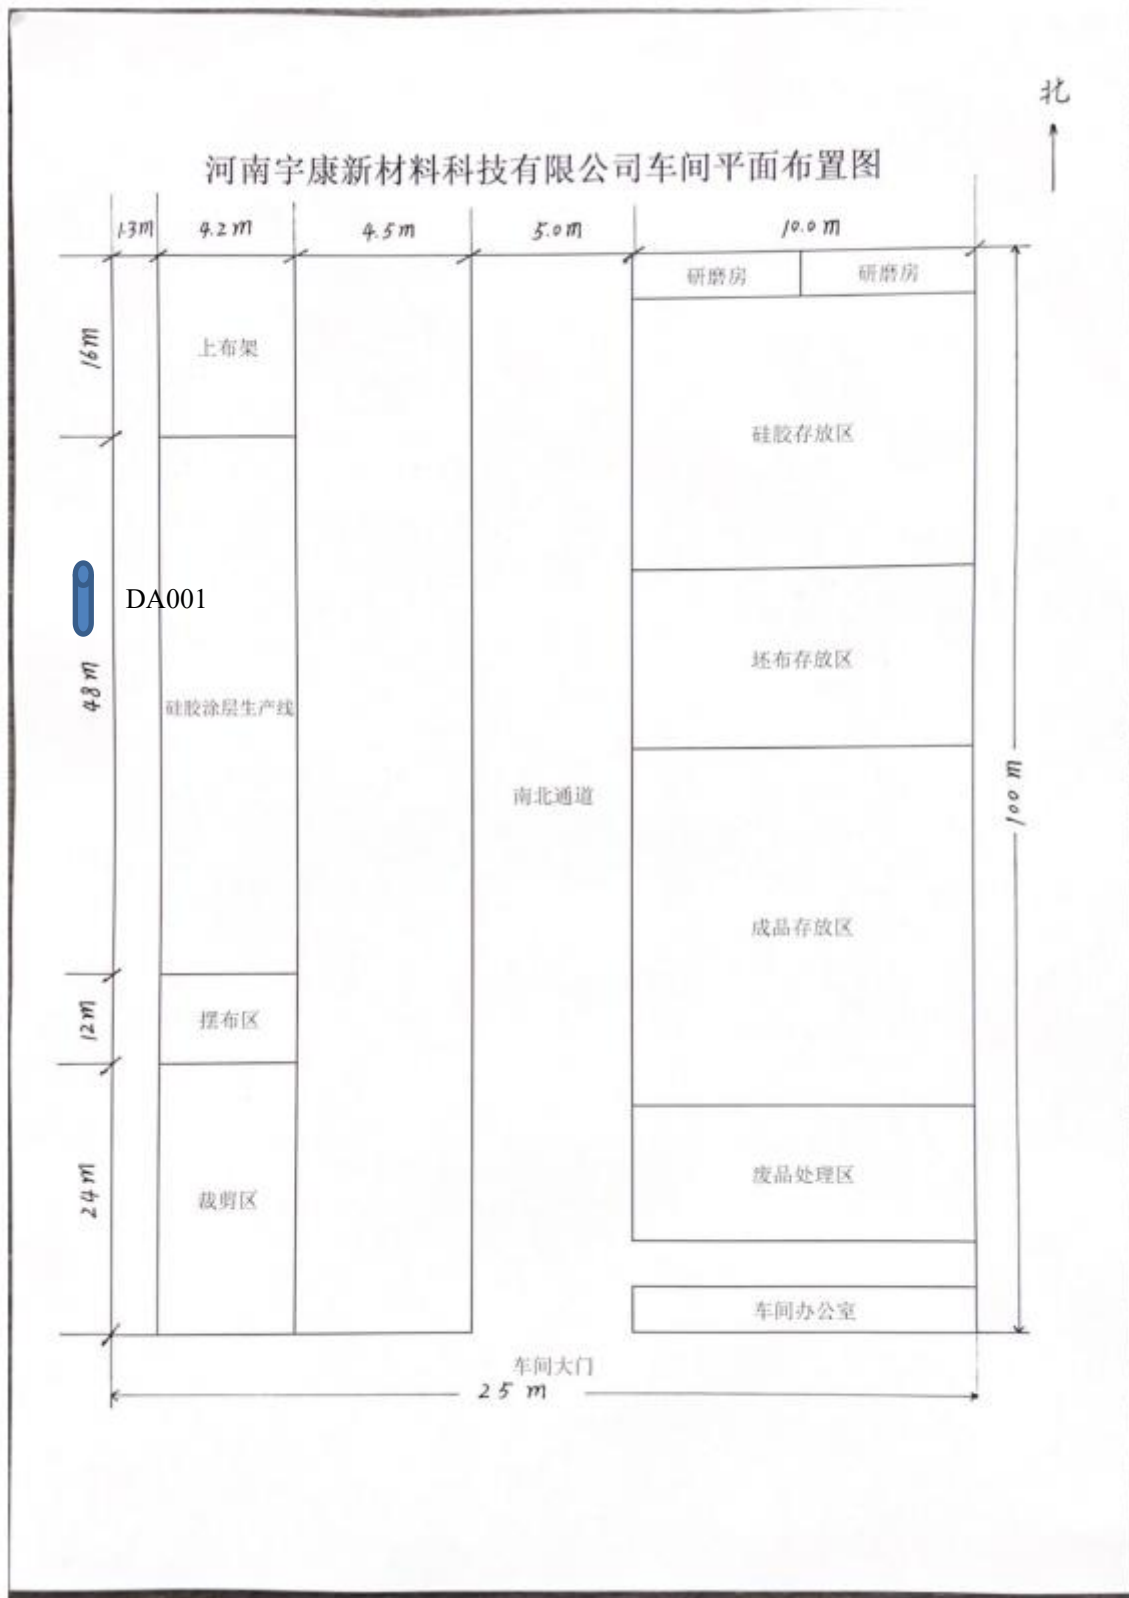 北
河南宇康新材料科技有限公司车间平面布置图
1.3m 4.2m 4.5m 5.0m 10.0m
研磨房 研磨房
16m
上布架
硅胶存放区
DA001
坯布存放区
48m
硅胶涂层生产线
南北通道
100m
成品存放区
12m
摆布区
废品处理区
24m
裁剪区
车间办公室
车间大门
25 m